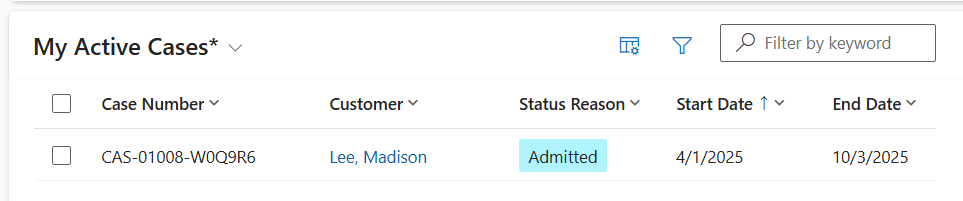 My Active Cases*
Filter by keyword
Case Number Customer Status Reason Start Date ↑ End Date
CAS-01008-W0Q9R6 Lee, Madison Admitted 4/1/2025 10/3/2025